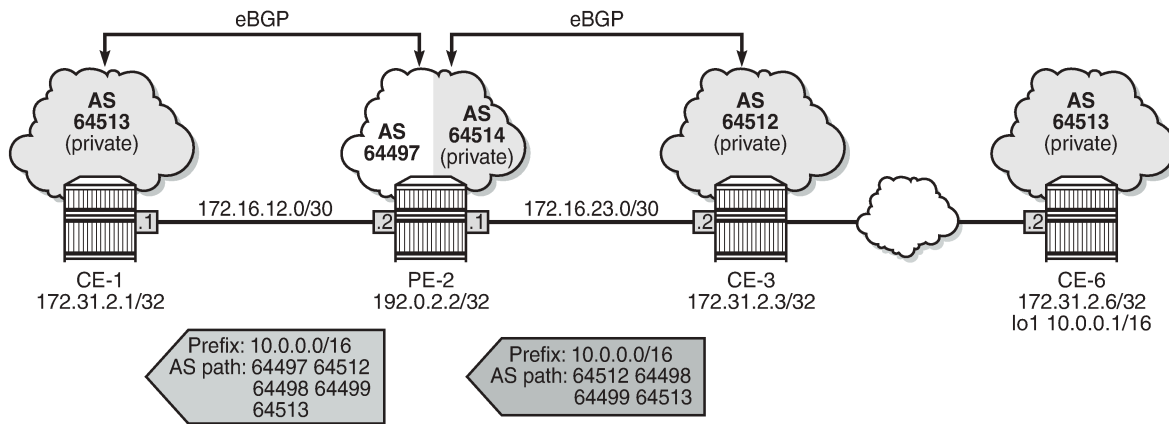 eBGP
eBGP
AS
64513
(private)
AS
64497
AS
64514
(private)
AS
64512
(private)
AS
64513
(private)
172.16.12.0/30
172.16.23.0/30
.1
.2
.1
.2
.2
CE-1
172.31.2.1/32
PE-2
192.0.2.2/32
CE-3
172.31.2.3/32
CE-6
172.31.2.6/32
lo1 10.0.0.1/16
Prefix: 10.0.0.0/16
AS path: 64497 64512
64498 64499
64513
Prefix: 10.0.0.0/16
AS path: 64512 64498
64499 64513